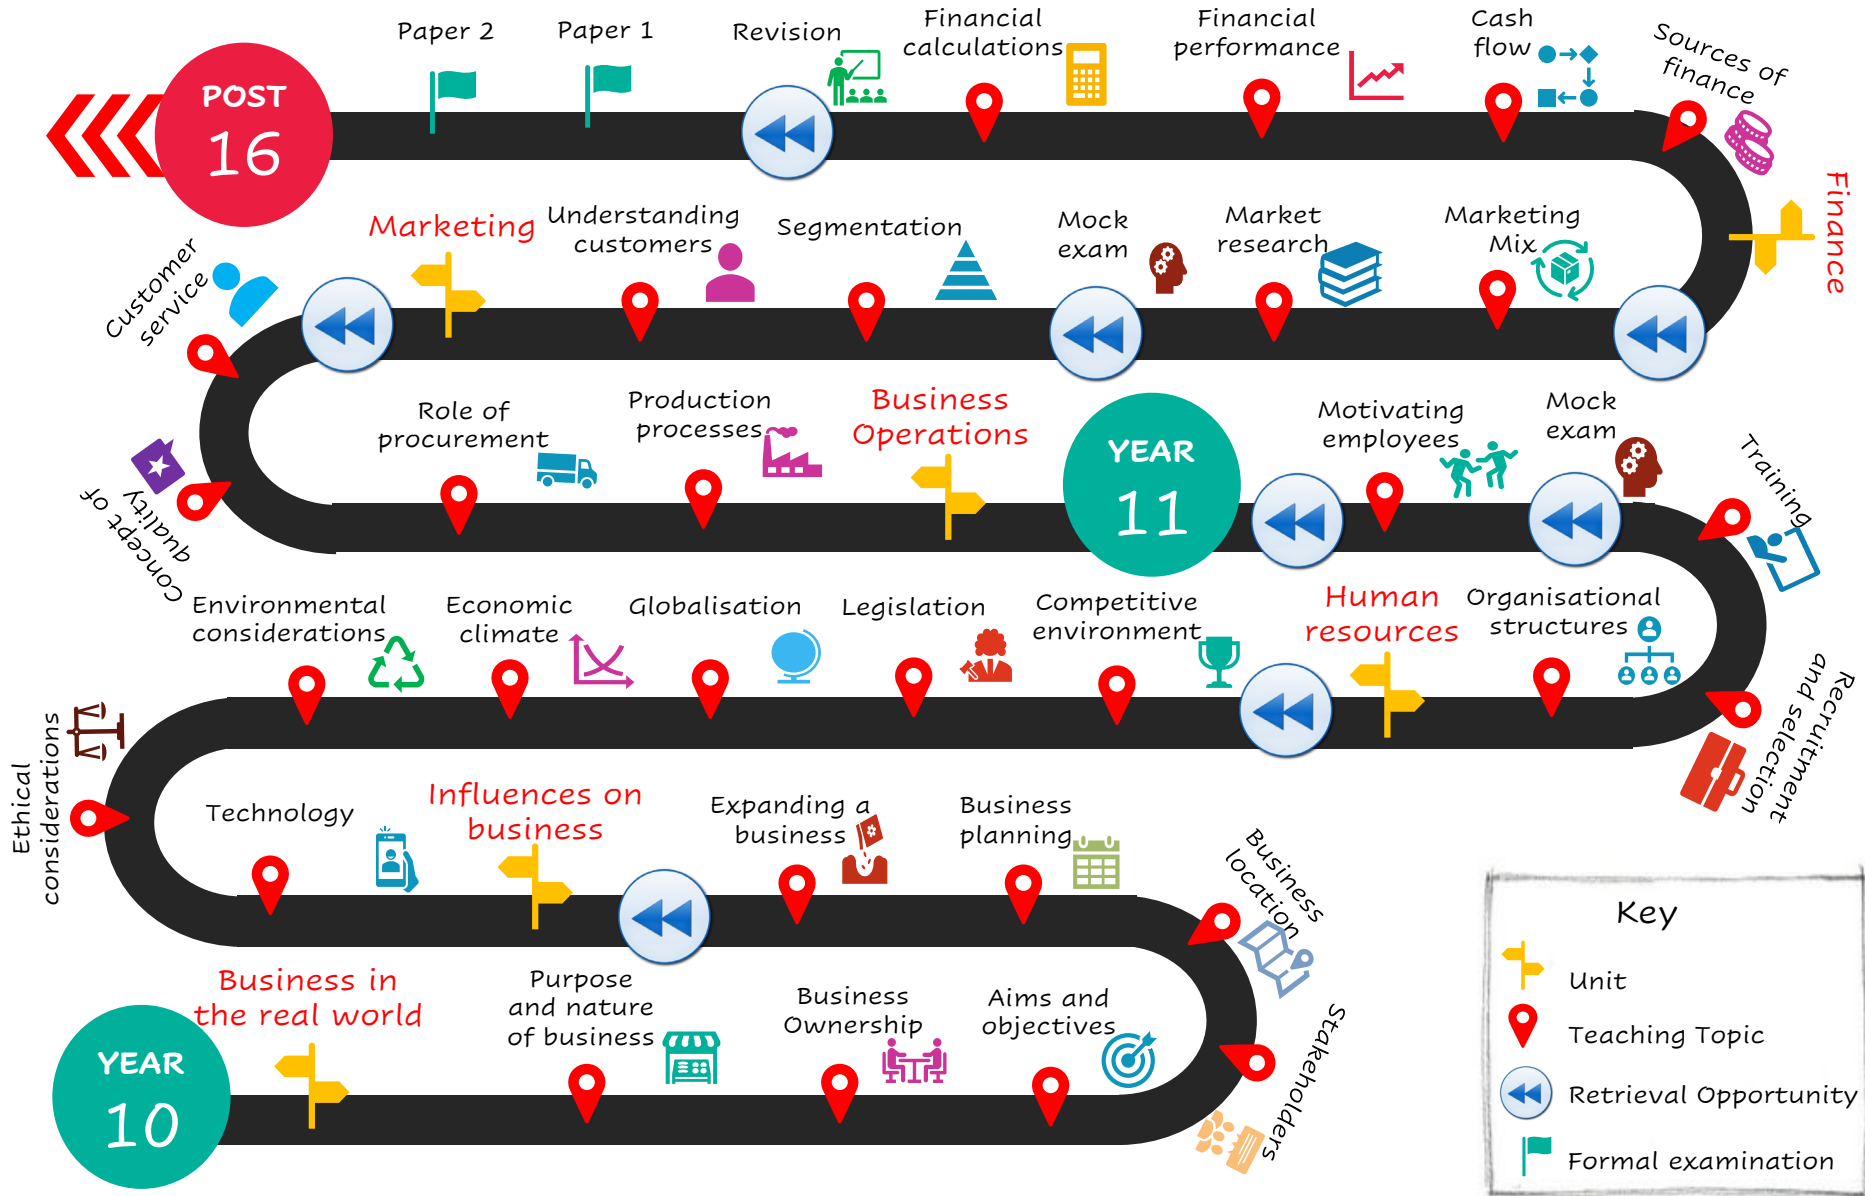 Paper 2
Paper 1
Revision
Financial
calculations
Financial
performance
Cash
flow
Sources of
finance
POST
16
Finance
Marketing
Understanding
customers
Segmentation
Mock
exam
Market
research
Marketing
Mix
Customer
service
Role of
procurement
Production
processes
Business
Operations
YEAR
11
Motivating
employees
Mock
exam
Training
Concept of
quality
Environmental
considerations
Economic
climate
Globalisation
Legislation
Competitive
environment
Human
resources
Organisational
structures
Recruitment
and selection
Ethical
considerations
Technology
Influences on
business
Expanding a
business
Business
planning
Business
location
Business in
the real world
Purpose
and nature
of business
Business
Ownership
Aims and
objectives
Stakeholders
YEAR
10
Key
Unit
Teaching Topic
Retrieval Opportunity
Formal examination